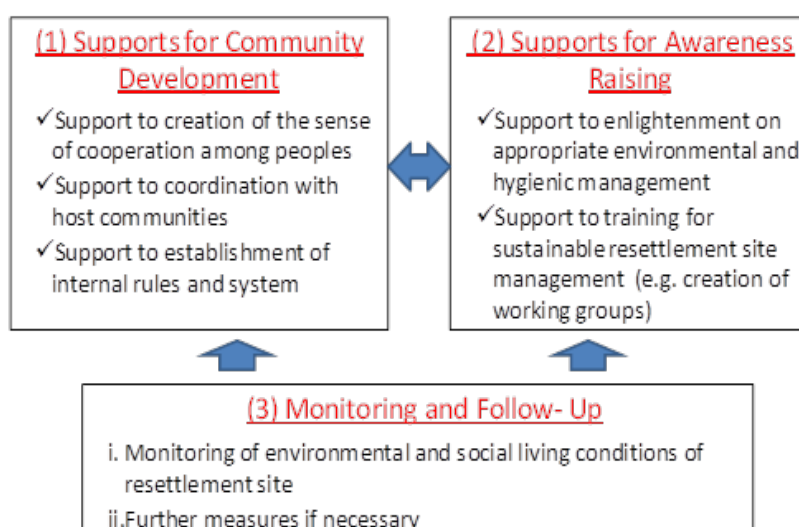 (1) Supports for Community
Development
✓Support to creation of the sense
of cooperation among peoples
✓Support to coordination with
host communities
✓Support to establishment of
internal rules and system
(2) Supports for Awareness
Raising
✓Support to enlightenment on
appropriate environmental and
hygienic management
✓Support to training for
sustainable resettlement site
management (e.g. creation of
working groups)
(3) Monitoring and Follow- Up
i. Monitoring of environmental and social living conditions of
resettlement site
ii.Further measures if necessary